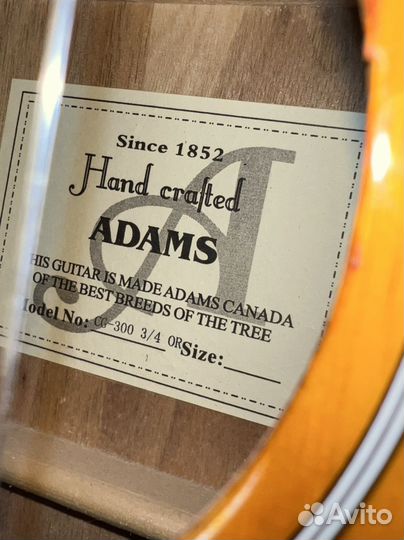 Since 1852
Hand crafted
ADAMS
HIS GUITAR IS MADE ADAMS CANADA
OF THE BEST BREEDS OF THE TREE
Model No: CG-300 3/4 OR Size:
Avito